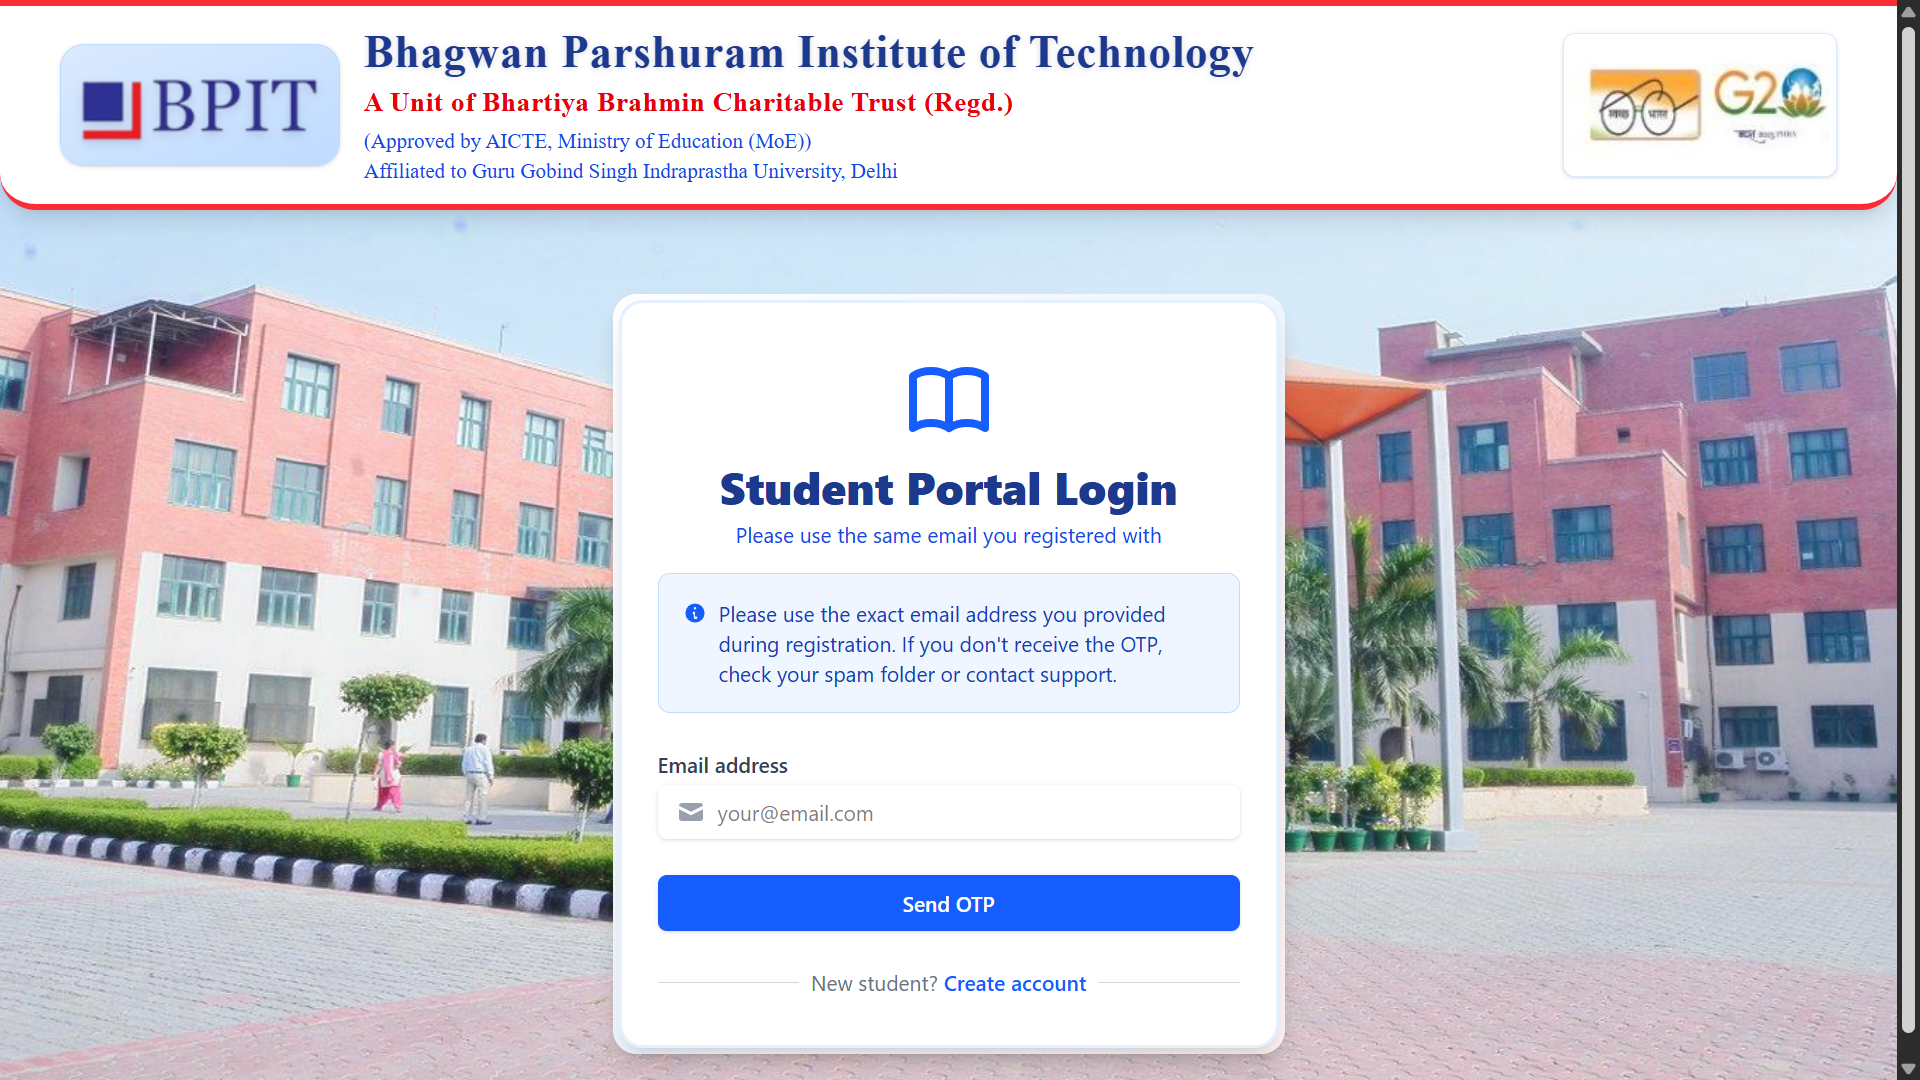 BPIT
Bhagwan Parshuram Institute of Technology
A Unit of Bhartiya Brahmin Charitable Trust (Regd.)
(Approved by AICTE, Ministry of Education (MoE))
Affiliated to Guru Gobind Singh Indraprastha University, Delhi
स्वच्छ भारत
G20
Student Portal Login
Please use the same email you registered with
Please use the exact email address you provided
during registration. If you don't receive the OTP,
check your spam folder or contact support.
Email address
your@email.com
Send OTP
New student? Create account